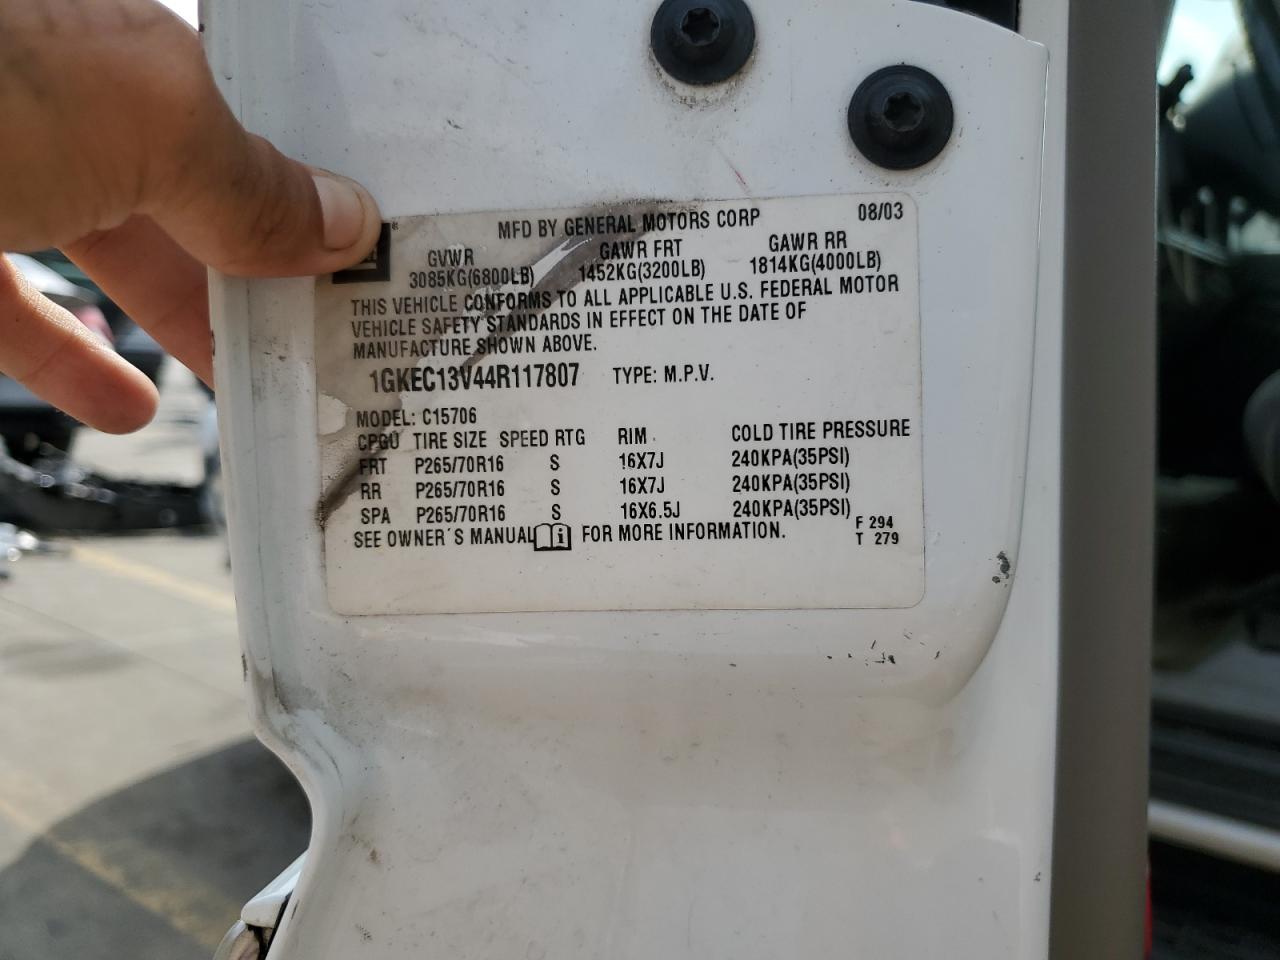 MFD BY GENERAL MOTORS CORP 08/03
GVWR GAWR FRT GAWR RR
3085KG(6800LB) 1452KG(3200LB) 1814KG(4000LB)
THIS VEHICLE CONFORMS TO ALL APPLICABLE U.S. FEDERAL MOTOR
VEHICLE SAFETY STANDARDS IN EFFECT ON THE DATE OF
MANUFACTURE SHOWN ABOVE.
1GKEC13V44R117807 TYPE: M.P.V.
MODEL: C15706
CPGU TIRE SIZE SPEED RTG RIM COLD TIRE PRESSURE
FRT P265/70R16 S 16X7J 240KPA(35PSI)
RR P265/70R16 S 16X7J 240KPA(35PSI)
SPA P265/70R16 S 16X6.5J 240KPA(35PSI)
SEE OWNER'S MANUAL i FOR MORE INFORMATION.
F 294
T 279